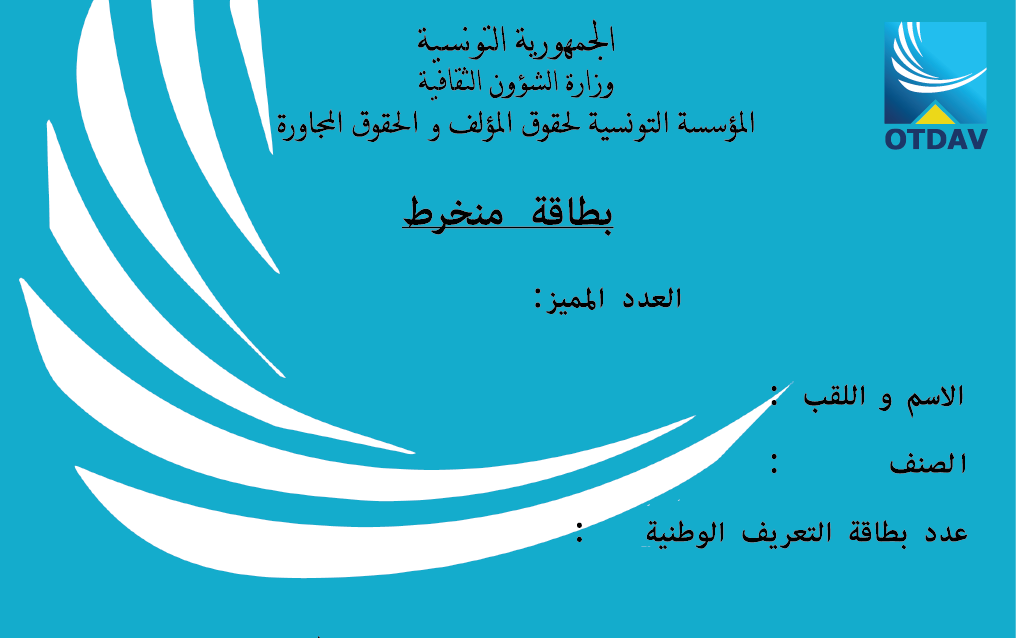 الجمهورية التونسية
وزارة الشؤون الثقافية
المؤسسة التونسية لحقوق المؤلف و الحقوق المجاورة
OTDAV
بطاقة منخرط
العدد المميز:
الاسم و اللقب :
الصنف :
عدد بطاقة التعريف الوطنية :